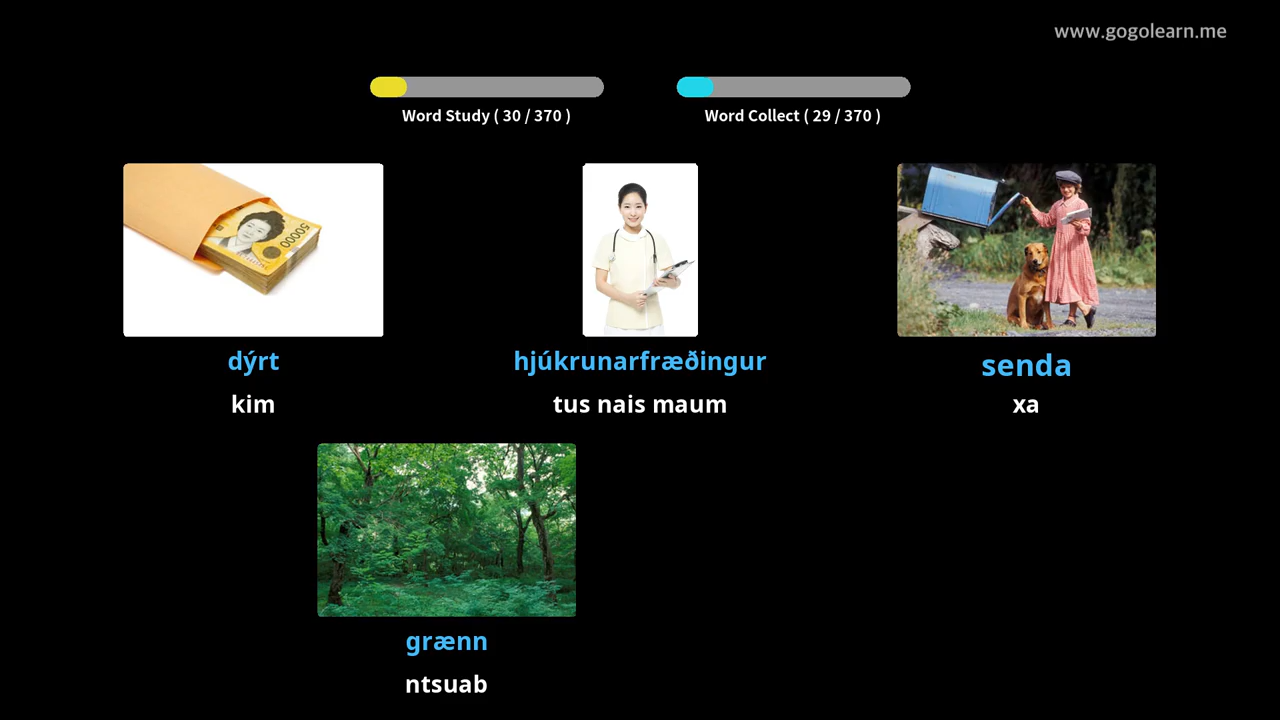 www.gogolearn.me
Word Study ( 30 / 370 )
Word Collect ( 29 / 370 )
50000
dýrt
kim
hjúkrunarfræðingur
tus nais maum
senda
xa
grænn
ntsuab